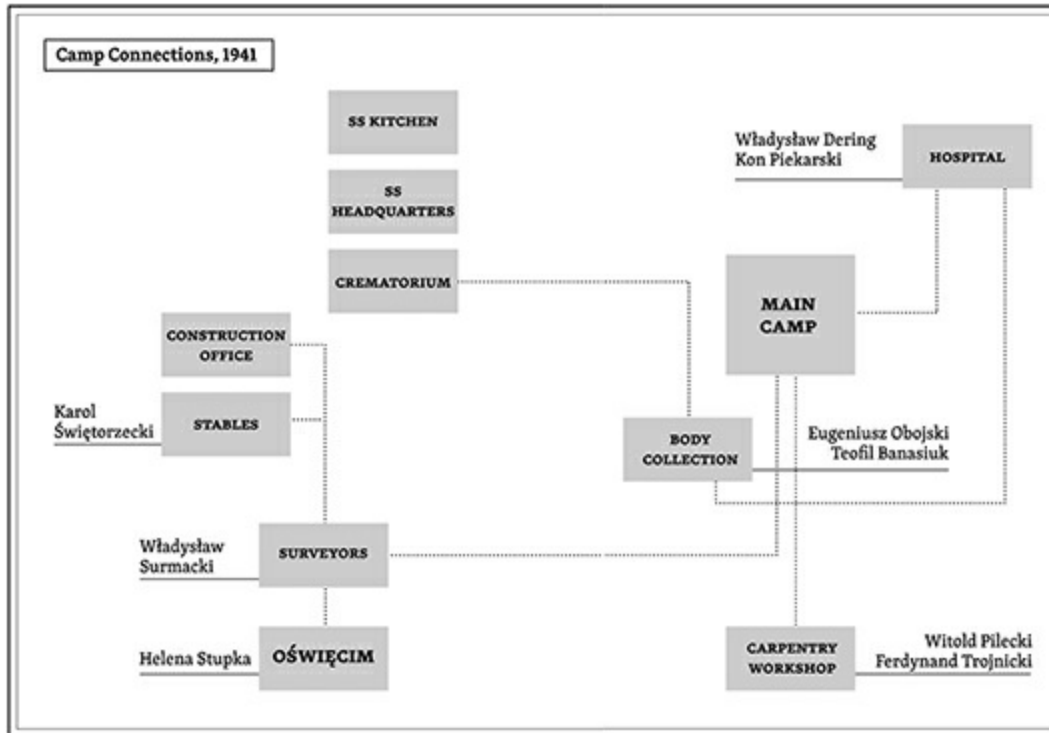 Camp Connections, 1941
SS KITCHEN
Władysław Dering
Kon Piekarski
HOSPITAL
SS
HEADQUARTERS
CREMATORIUM
MAIN
CAMP
CONSTRUCTION
OFFICE
Karol
Świętorzecki
STABLES
BODY
COLLECTION
Eugeniusz Obojski
Teofil Banasiuk
Władysław
Surmacki
SURVEYORS
Helena Stupka
OŚWIĘCIM
CARPENTRY
WORKSHOP
Witold Pilecki
Ferdynand Trojnicki